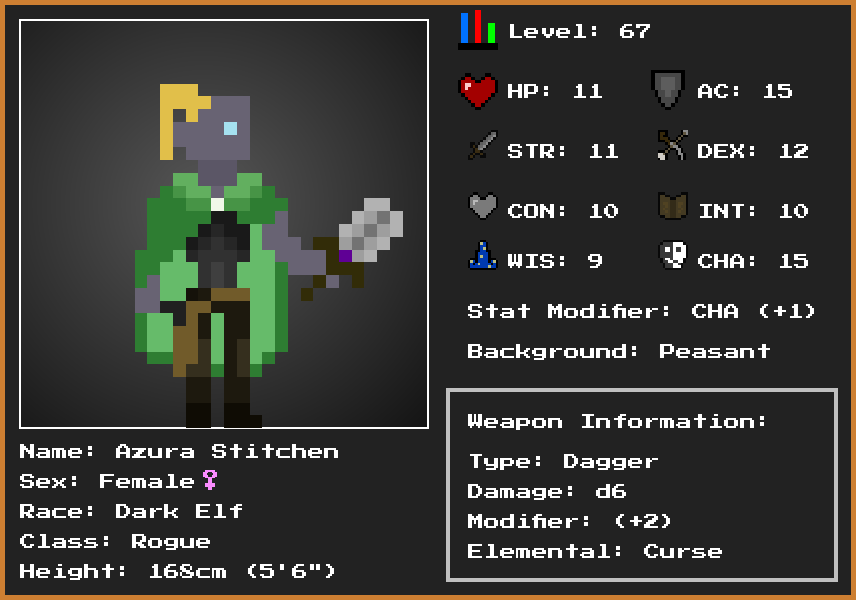 Level: 67
HP: 11 AC: 15
STR: 11 DEX: 12
CON: 10 INT: 10
WIS: 9 CHA: 15
Stat Modifier: CHA (+1)
Background: Peasant
Weapon Information:
Type: Dagger
Damage: d6
Modifier: (+2)
Elemental: Curse
Name: Azura Stitchen
Sex: Female♀
Race: Dark Elf
Class: Rogue
Height: 168cm (5'6")